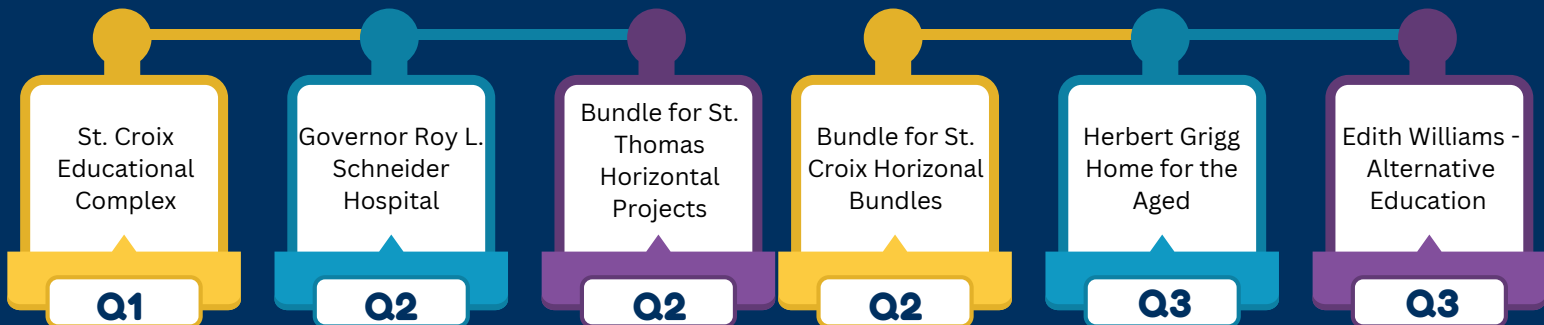 St. Croix
Educational
Complex
Q1
Governor Roy L.
Schneider
Hospital
Q2
Bundle for St.
Thomas
Horizontal
Projects
Q2
Bundle for St.
Croix Horizonal
Bundles
Q2
Herbert Grigg
Home for the
Aged
Q3
Edith Williams -
Alternative
Education
Q3